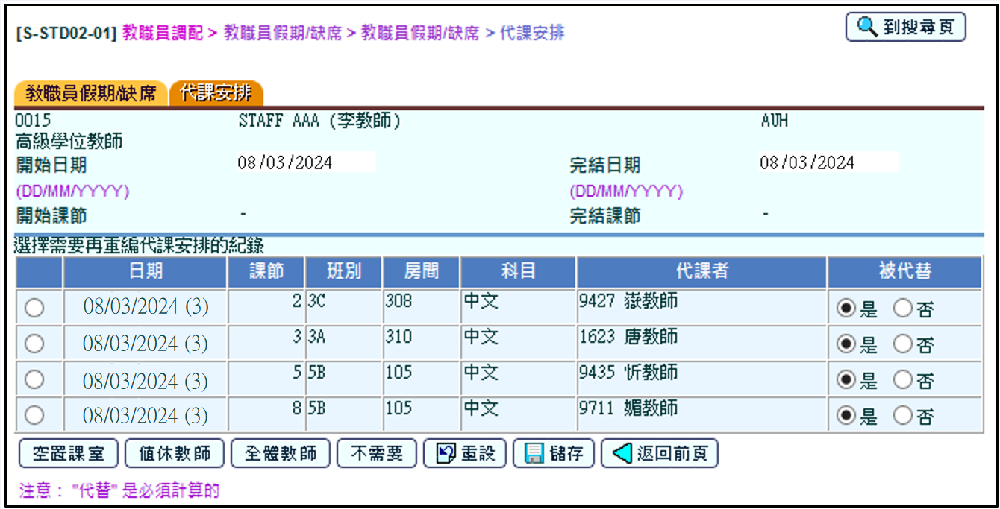 [S-STD02-01] 教職員調配 > 教職員假期/缺席 > 教職員假期/缺席 > 代課安排
到搜尋頁
教職員假期/缺席 代課安排
0015 STAFF AAA (李教師) AUH
高級學位教師
開始日期 08/03/2024 完結日期 08/03/2024
(DD/MM/YYYY) (DD/MM/YYYY)
開始課節 - 完結課節 -
選擇需要再重編代課安排的紀錄
日期 課節 班別 房間 科目 代課者 被代替
08/03/2024 (3) 2 3C 308 中文 9427 嶽教師 是 否
08/03/2024 (3) 3 3A 310 中文 1623 唐教師 是 否
08/03/2024 (3) 5 5B 105 中文 9435 忻教師 是 否
08/03/2024 (3) 8 5B 105 中文 9711 媚教師 是 否
空置課室 值休教師 全體教師 不需要 重設 儲存 返回前頁
注意： "代替" 是必須計算的